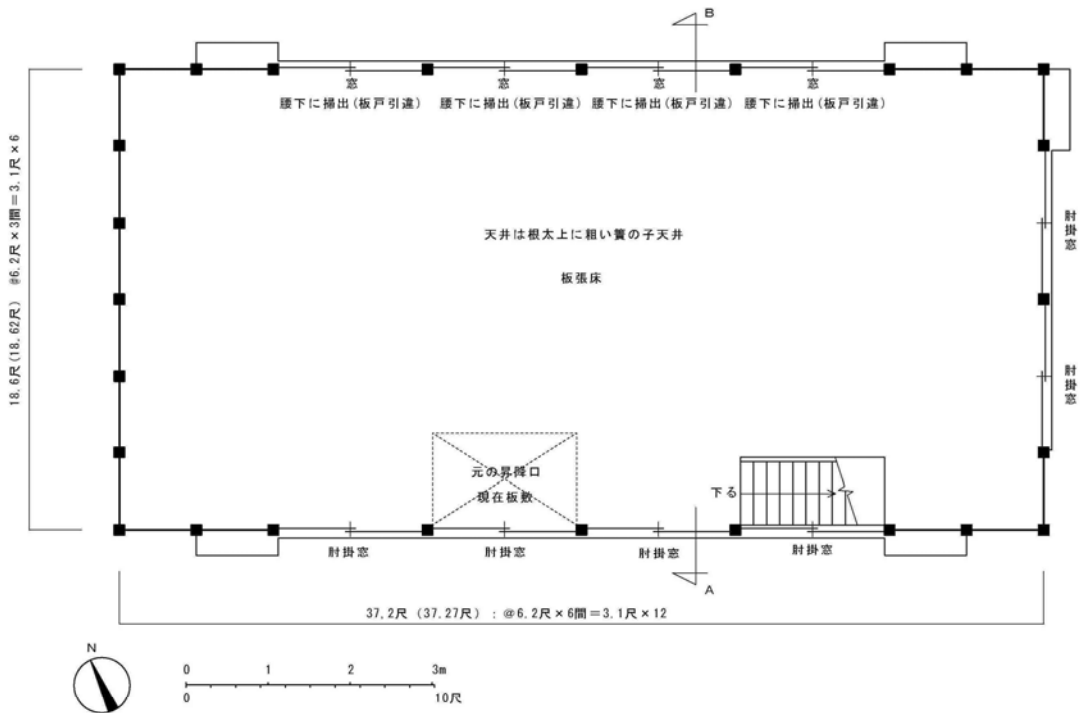 B
窓 窓 窓 窓
腰下に掃出(板戸引違) 腰下に掃出(板戸引違) 腰下に掃出(板戸引違) 腰下に掃出(板戸引違)
18.6尺(18.62尺) @6.2尺×3間=3.1尺×6
肘掛窓
天井は根太上に粗い簀の子天井
板張床
肘掛窓
元の昇降口
現在板敷
下る
肘掛窓 肘掛窓 肘掛窓 肘掛窓
A
37.2尺 (37.27尺) : @6.2尺×6間=3.1尺×12
N
0 1 2 3m
0 10尺